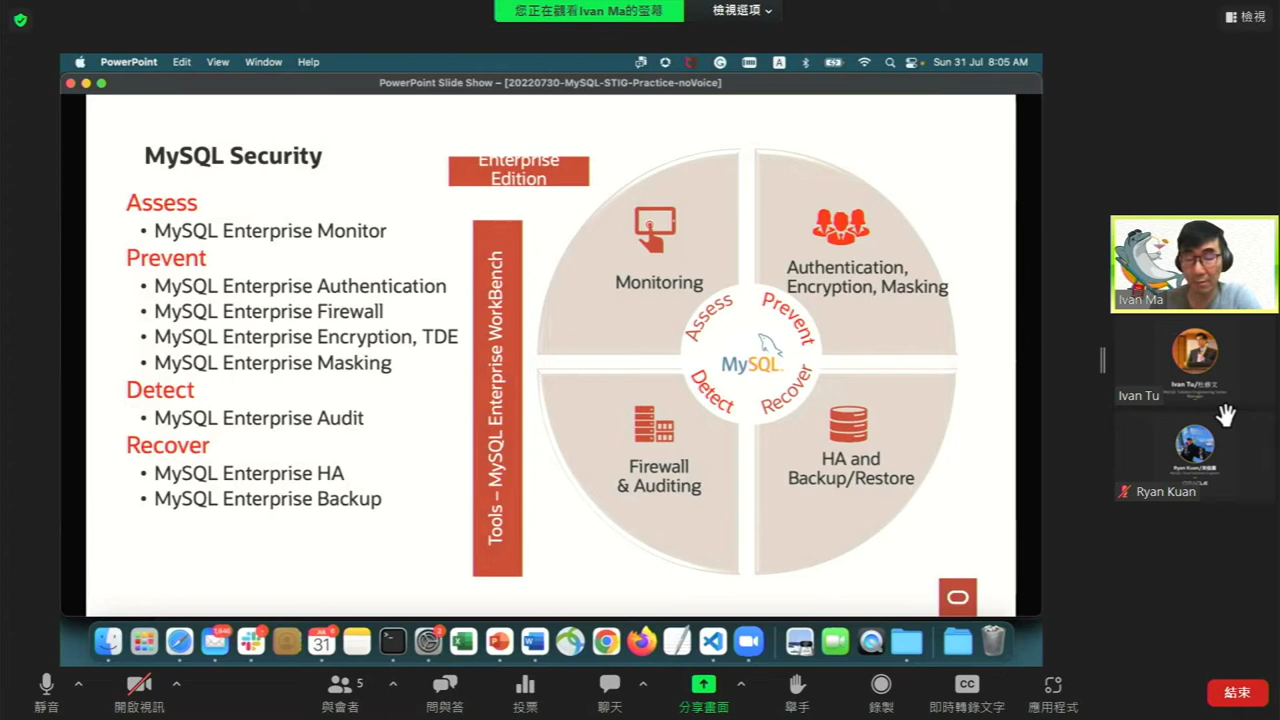 您正在觀看Ivan Ma的螢幕
檢視選項
檢視
PowerPoint Edit View Window Help
A
Sun 31 Jul 8:05 AM
PowerPoint Slide Show – [20220730-MySQL-STIG-Practice-noVoice]
MySQL Security
Assess
• MySQL Enterprise Monitor
Prevent
• MySQL Enterprise Authentication
• MySQL Enterprise Firewall
• MySQL Enterprise Encryption, TDE
• MySQL Enterprise Masking
Detect
• MySQL Enterprise Audit
Recover
• MySQL Enterprise HA
• MySQL Enterprise Backup
Enterprise
Edition
Tools – MySQL Enterprise WorkBench
Monitoring
Authentication,
Encryption, Masking
Assess
Prevent
MySQL
Detect
Recover
Firewall
& Auditing
HA and
Backup/Restore
Ivan Ma
Ivan Tu
Ryan Kuan
31
靜音
開啟視訊
5
與會者
問與答
投票
聊天
分享畫面
舉手
錄製
CC
即時轉錄文字
應用程式
結束